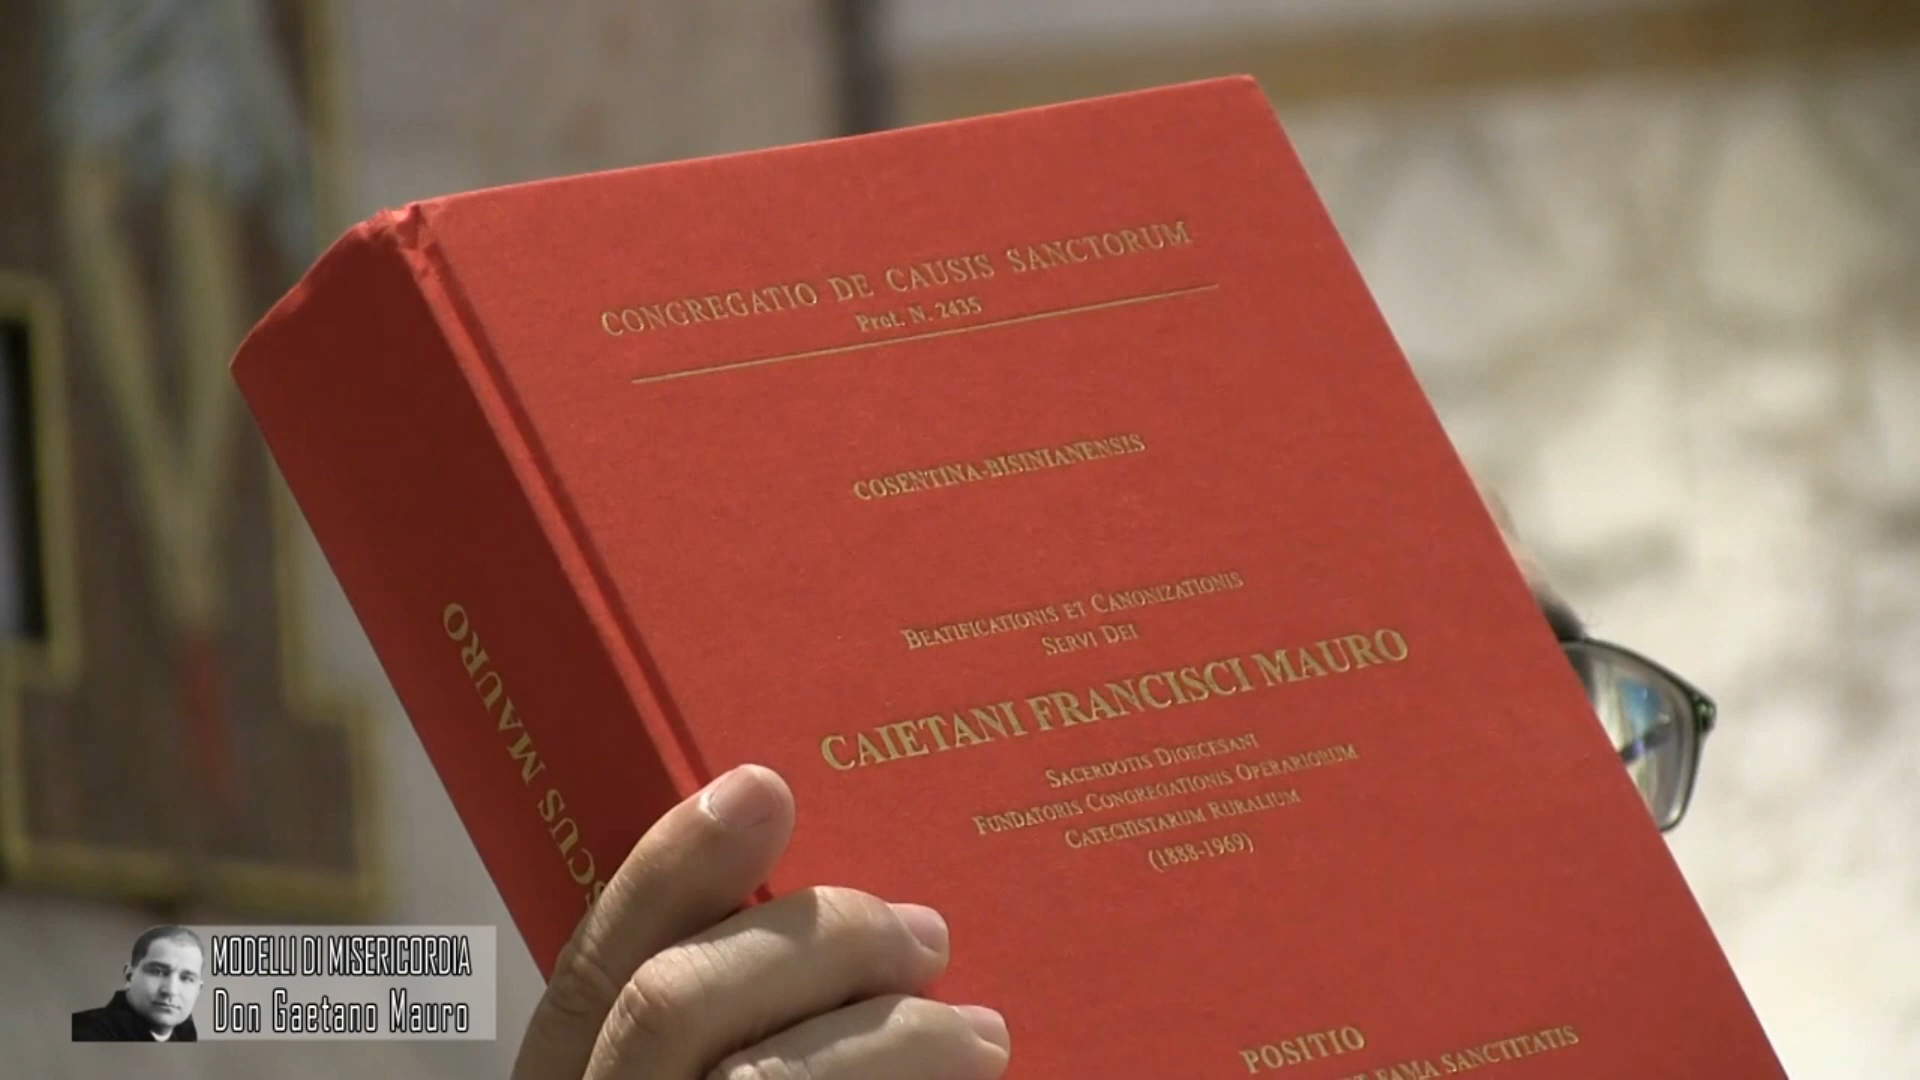 CONGREGATIO DE CAUSIS SANCTORUM
Prot. N. 2435
COSENTINA-BISINIANENSIS
BEATIFICATIONIS ET CANONIZATIONIS
SERVI DEI
CAIETANI FRANCISCI MAURO
SACERDOTIS DIOECESANI
FUNDATORIS CONGREGATIONIS OPERARIORUM
CATECHISTARUM RURALIUM
(1888-1969)
POSITIO
FAMA SANCTITATIS
MAURO
MODELLI DI MISERICORDIA
Don Gaetano Mauro